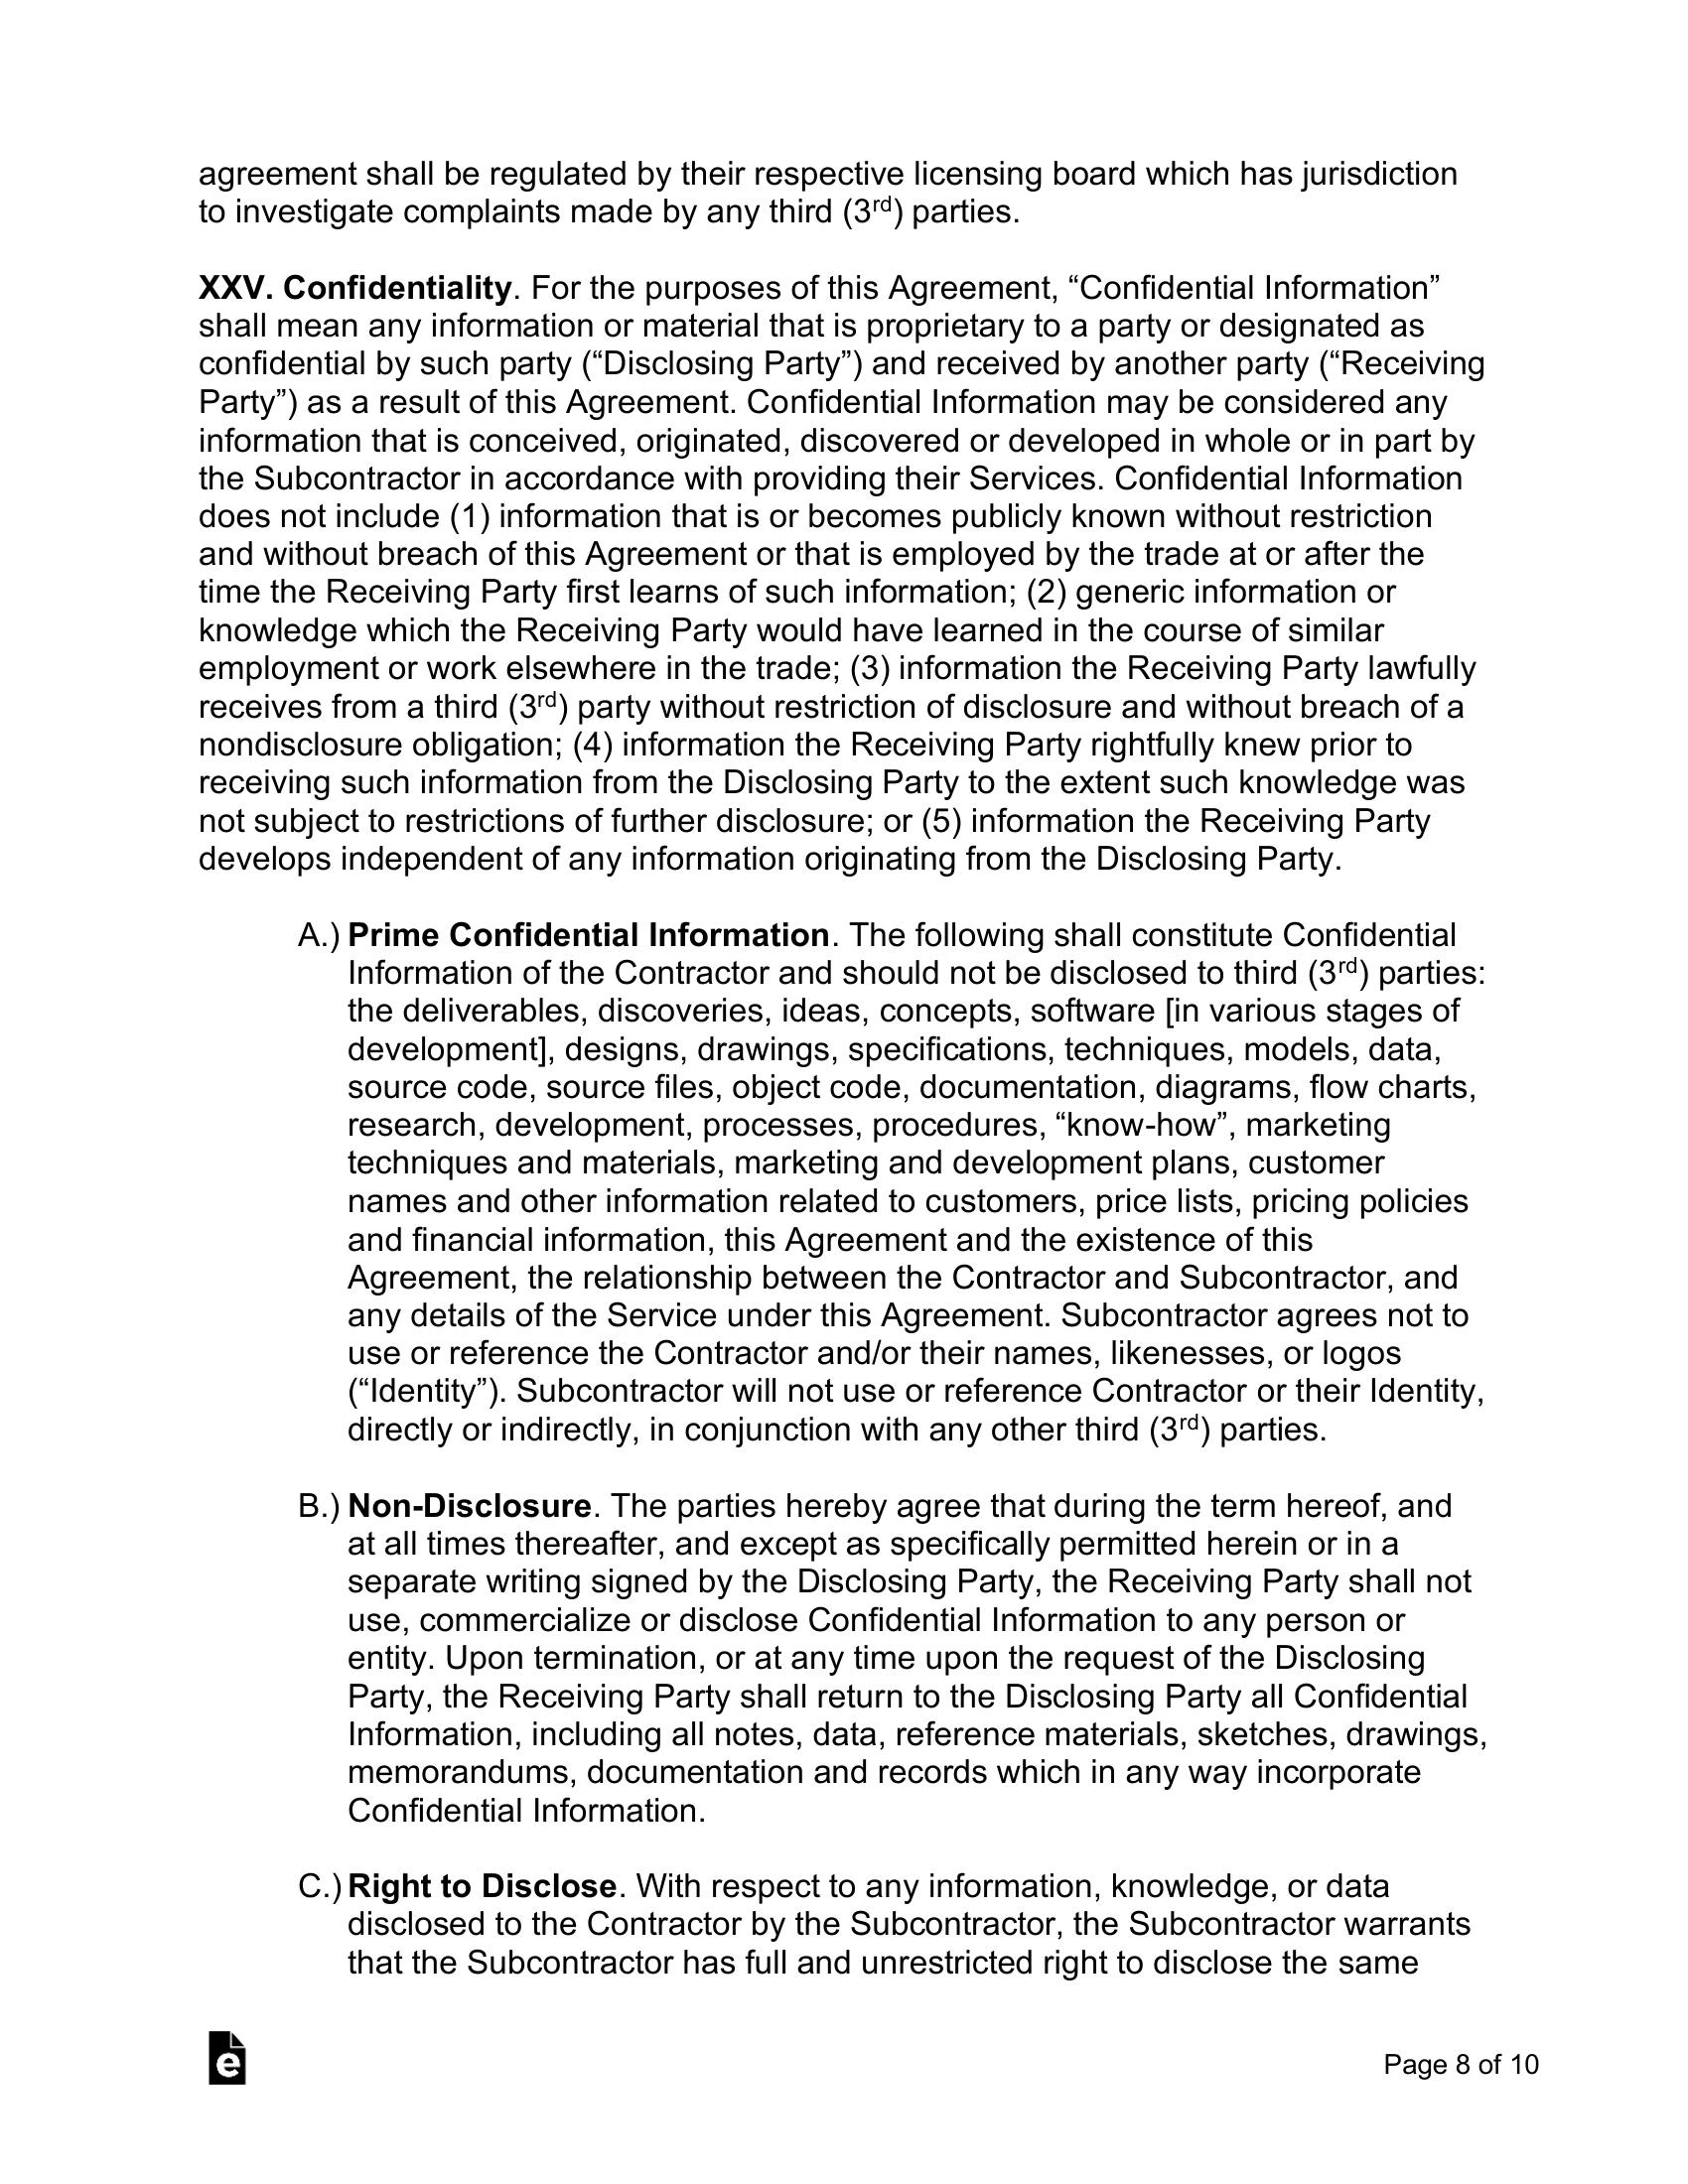 agreement shall be regulated by their respective licensing board which has jurisdiction
to investigate complaints made by any third (3rd) parties.
XXV. Confidentiality. For the purposes of this Agreement, “Confidential Information”
shall mean any information or material that is proprietary to a party or designated as
confidential by such party (“Disclosing Party”) and received by another party (“Receiving
Party”) as a result of this Agreement. Confidential Information may be considered any
information that is conceived, originated, discovered or developed in whole or in part by
the Subcontractor in accordance with providing their Services. Confidential Information
does not include (1) information that is or becomes publicly known without restriction
and without breach of this Agreement or that is employed by the trade at or after the
time the Receiving Party first learns of such information; (2) generic information or
knowledge which the Receiving Party would have learned in the course of similar
employment or work elsewhere in the trade; (3) information the Receiving Party lawfully
receives from a third (3rd) party without restriction of disclosure and without breach of a
nondisclosure obligation; (4) information the Receiving Party rightfully knew prior to
receiving such information from the Disclosing Party to the extent such knowledge was
not subject to restrictions of further disclosure; or (5) information the Receiving Party
develops independent of any information originating from the Disclosing Party.
A.) Prime Confidential Information. The following shall constitute Confidential
Information of the Contractor and should not be disclosed to third (3rd) parties:
the deliverables, discoveries, ideas, concepts, software [in various stages of
development], designs, drawings, specifications, techniques, models, data,
source code, source files, object code, documentation, diagrams, flow charts,
research, development, processes, procedures, “know-how”, marketing
techniques and materials, marketing and development plans, customer
names and other information related to customers, price lists, pricing policies
and financial information, this Agreement and the existence of this
Agreement, the relationship between the Contractor and Subcontractor, and
any details of the Service under this Agreement. Subcontractor agrees not to
use or reference the Contractor and/or their names, likenesses, or logos
(“Identity”). Subcontractor will not use or reference Contractor or their Identity,
directly or indirectly, in conjunction with any other third (3rd) parties.
B.) Non-Disclosure. The parties hereby agree that during the term hereof, and
at all times thereafter, and except as specifically permitted herein or in a
separate writing signed by the Disclosing Party, the Receiving Party shall not
use, commercialize or disclose Confidential Information to any person or
entity. Upon termination, or at any time upon the request of the Disclosing
Party, the Receiving Party shall return to the Disclosing Party all Confidential
Information, including all notes, data, reference materials, sketches, drawings,
memorandums, documentation and records which in any way incorporate
Confidential Information.
C.) Right to Disclose. With respect to any information, knowledge, or data
disclosed to the Contractor by the Subcontractor, the Subcontractor warrants
that the Subcontractor has full and unrestricted right to disclose the same
e
Page 8 of 10